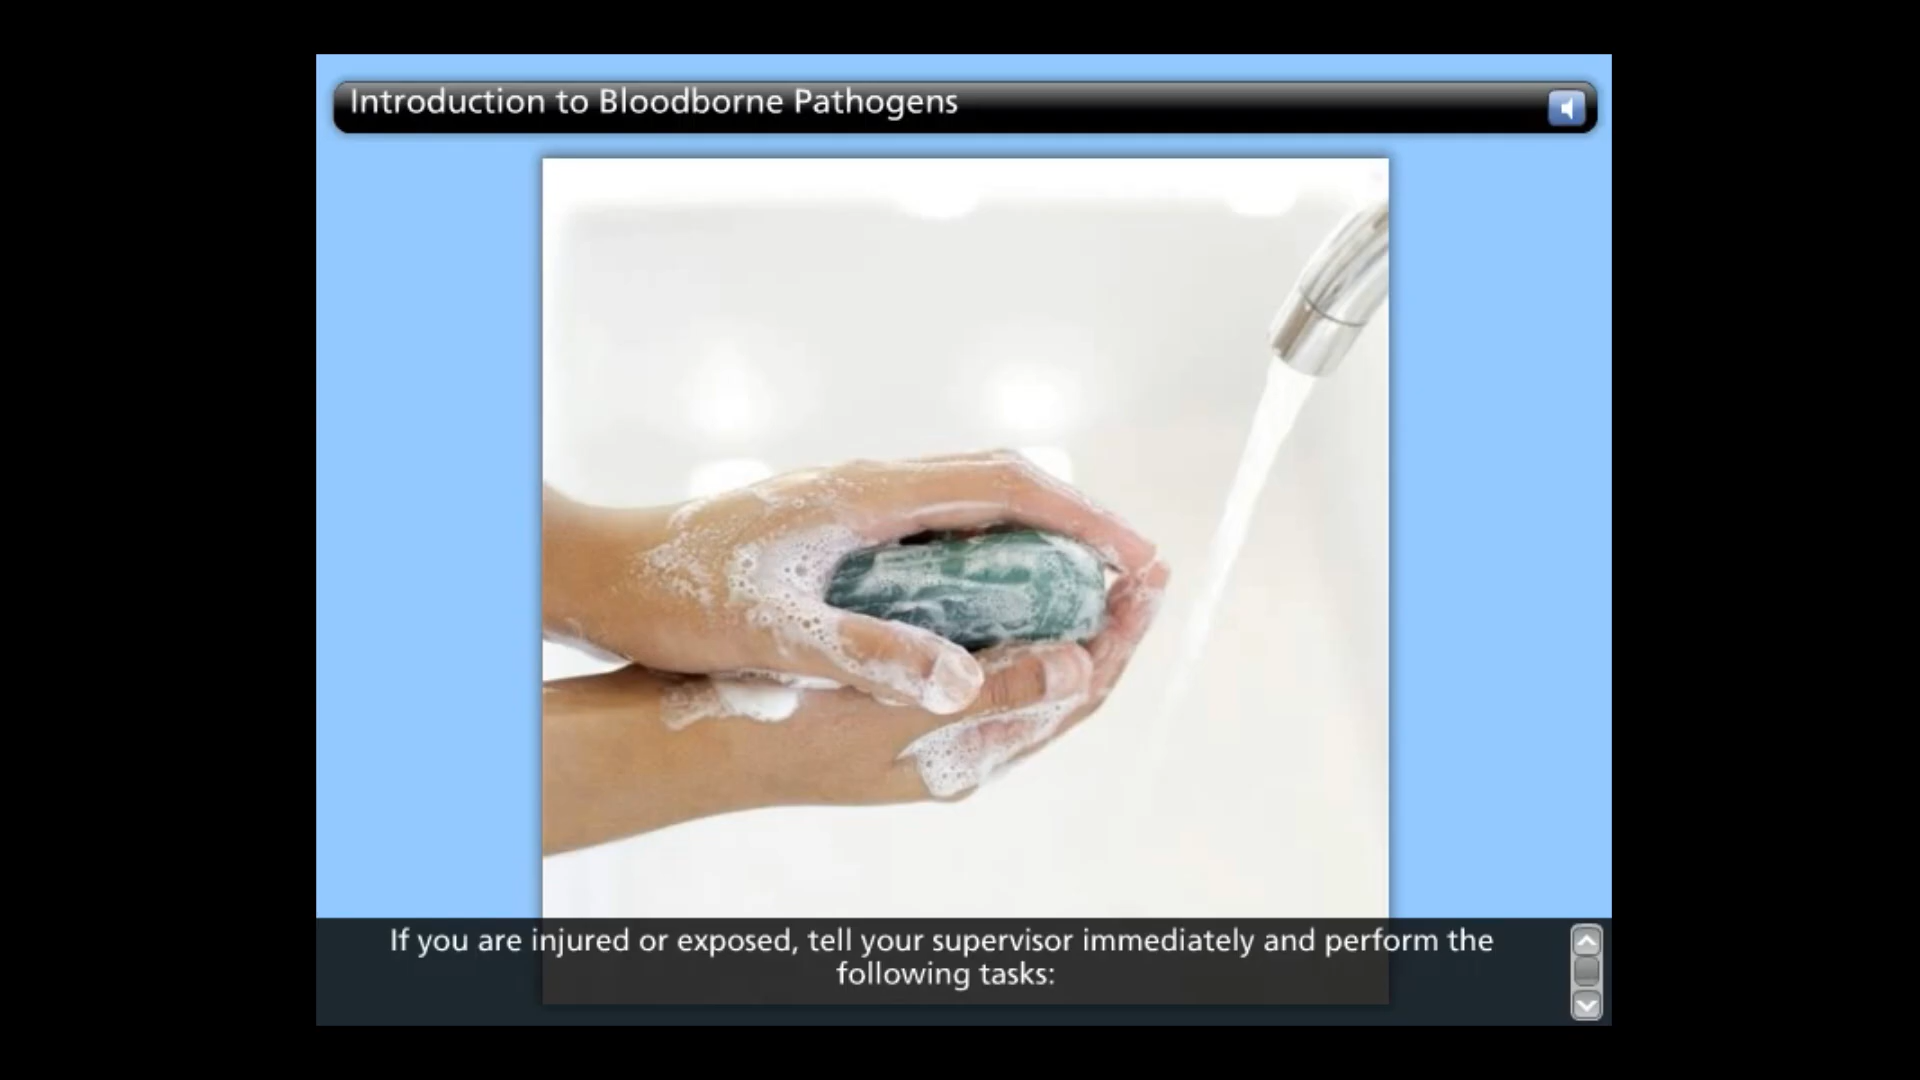 Introduction to Bloodborne Pathogens
If you are injured or exposed, tell your supervisor immediately and perform the
following tasks: